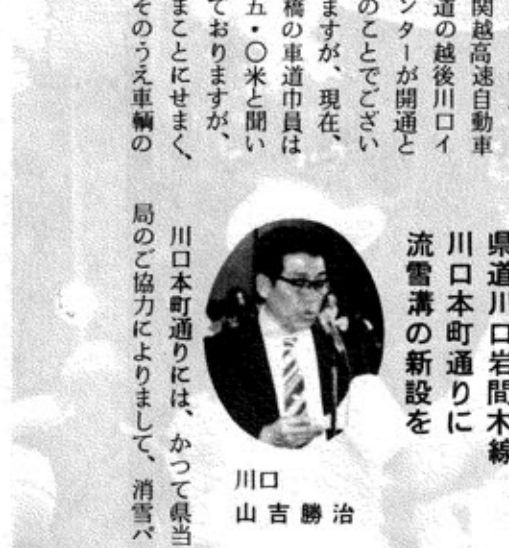 関越高速自動車
道の越後川口イ
ンターが開通と
のことでござい
ますが、現在、
橋の車道巾員は
五・〇米と聞い
ておりますが、
まことにせまく、
そのうえ車輌の
県道川口岩間木線
川口本町通りに
流雪溝の新設を
川口
山吉勝治
川口本町通りには、かつて県当
局のご協力によりまして、消雪パ